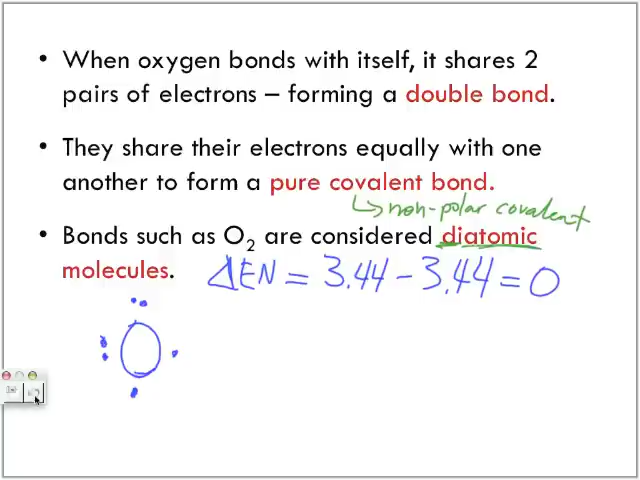 • When oxygen bonds with itself, it shares 2
pairs of electrons – forming a double bond.
• They share their electrons equally with one
another to form a pure covalent bond.
↳ non-polar covalent
• Bonds such as O₂ are considered diatomic
molecules.
ΔEN = 3.44 - 3.44 = 0
O